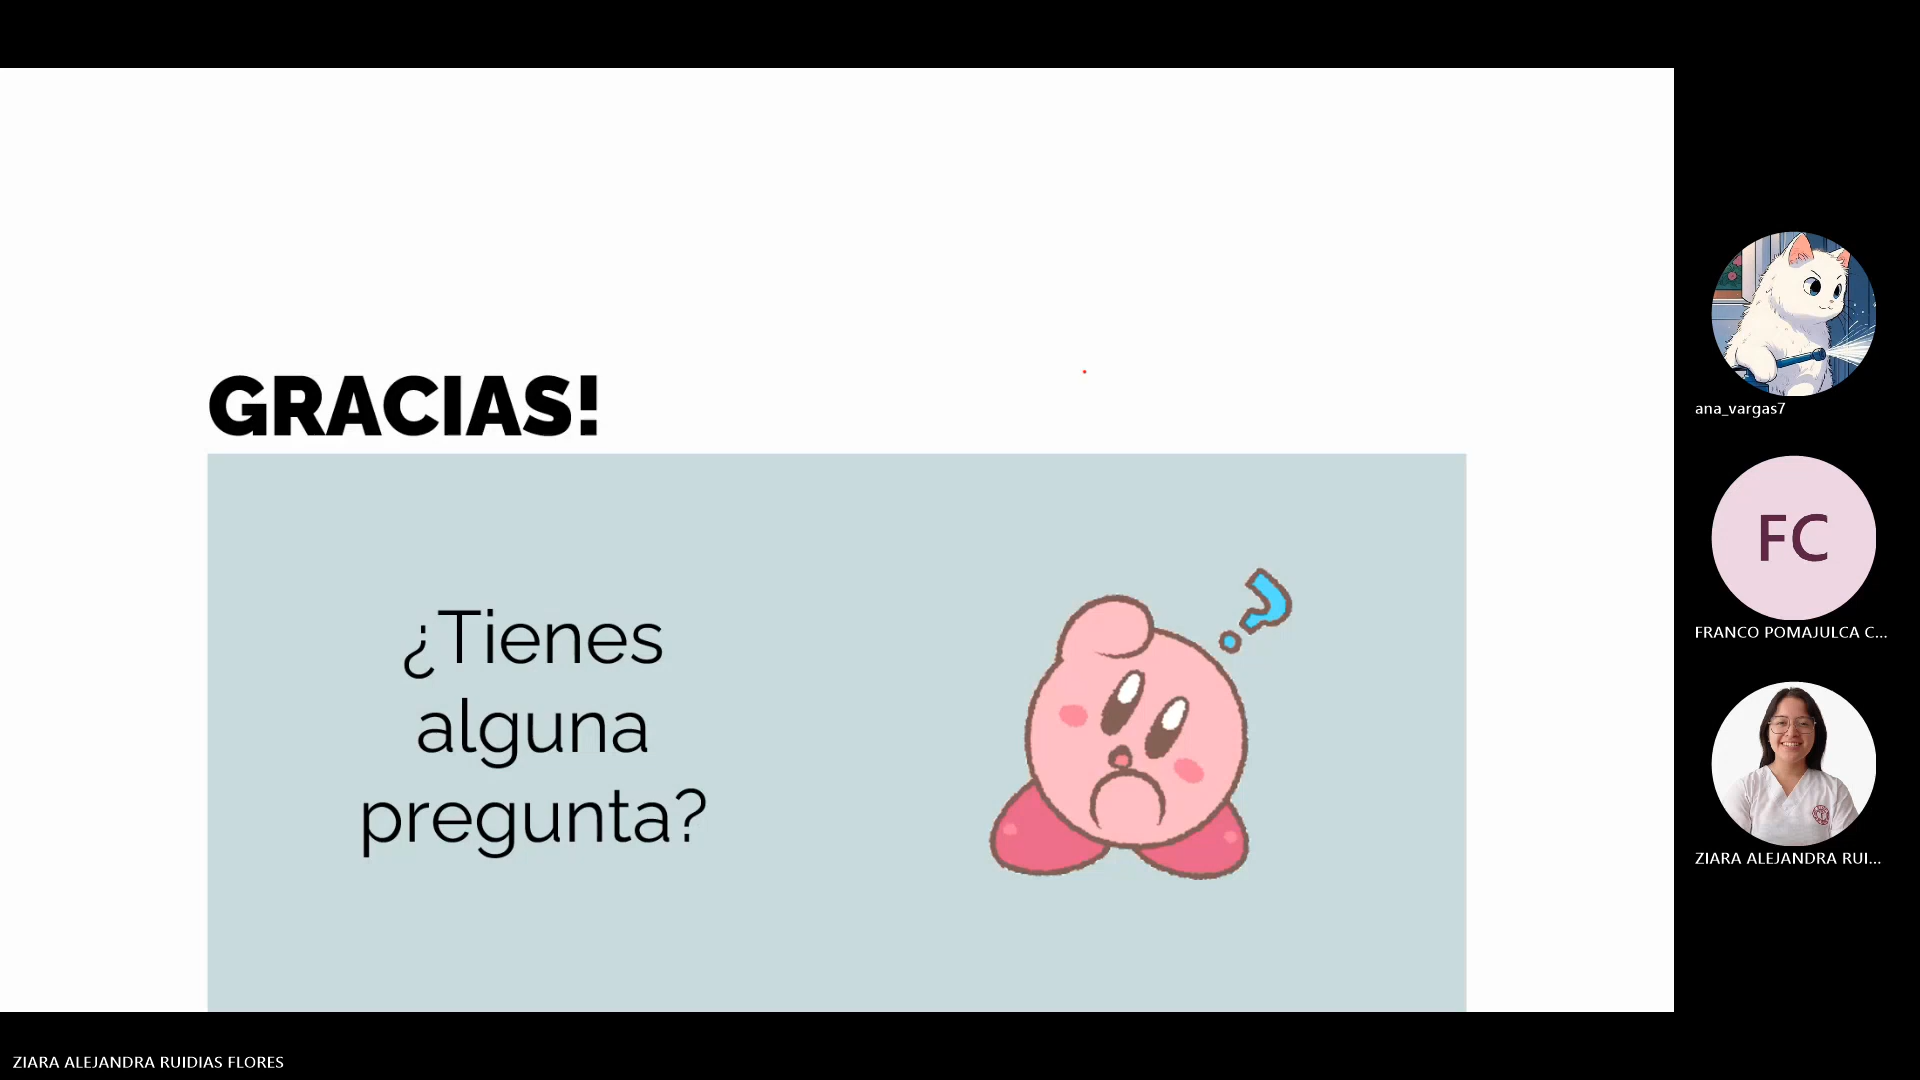 GRACIAS!
¿Tienes
alguna
pregunta?
ana_vargas7
FC
FRANCO POMAJULCA C...
ZIARA ALEJANDRA RUI...
ZIARA ALEJANDRA RUIDIAS FLORES